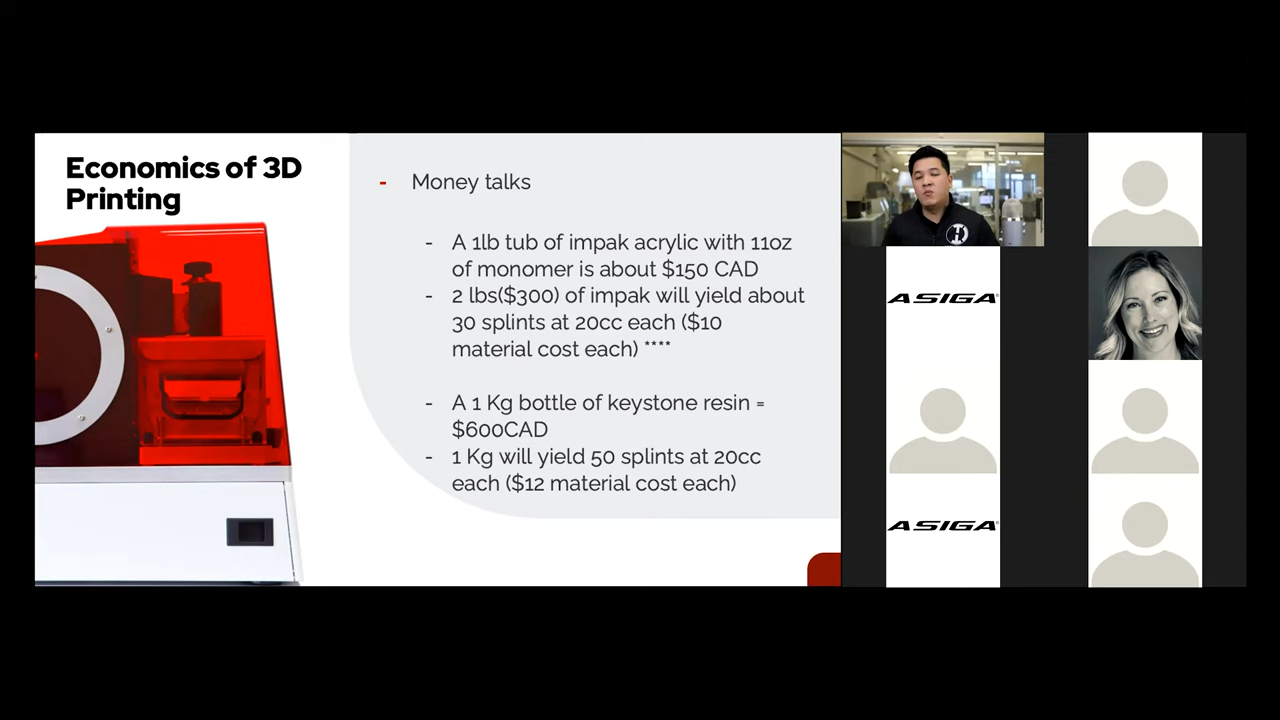 Economics of 3D
Printing
- Money talks
- A 1lb tub of impak acrylic with 11oz
of monomer is about $150 CAD
- 2 lbs($300) of impak will yield about
30 splints at 20cc each ($10
material cost each) ****
- A 1 Kg bottle of keystone resin =
$600CAD
- 1 Kg will yield 50 splints at 20cc
each ($12 material cost each)
ASIGA®
ASIGA®